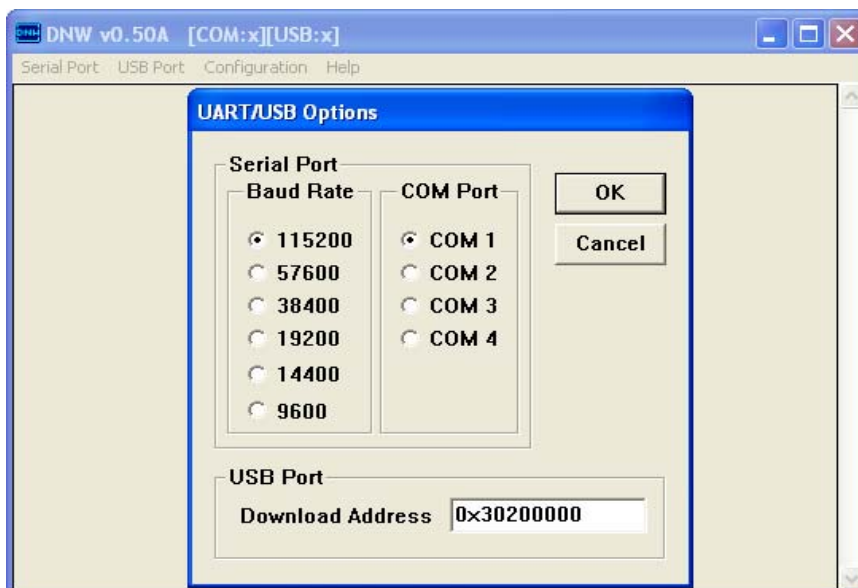 DNW v0.50A [COM:x][USB:x]
Serial Port USB Port Configuration Help
UART/USB Options
Serial Port
Baud Rate
COM Port
OK
115200
COM 1
Cancel
57600
COM 2
38400
COM 3
19200
COM 4
14400
9600
USB Port
Download Address 0x30200000